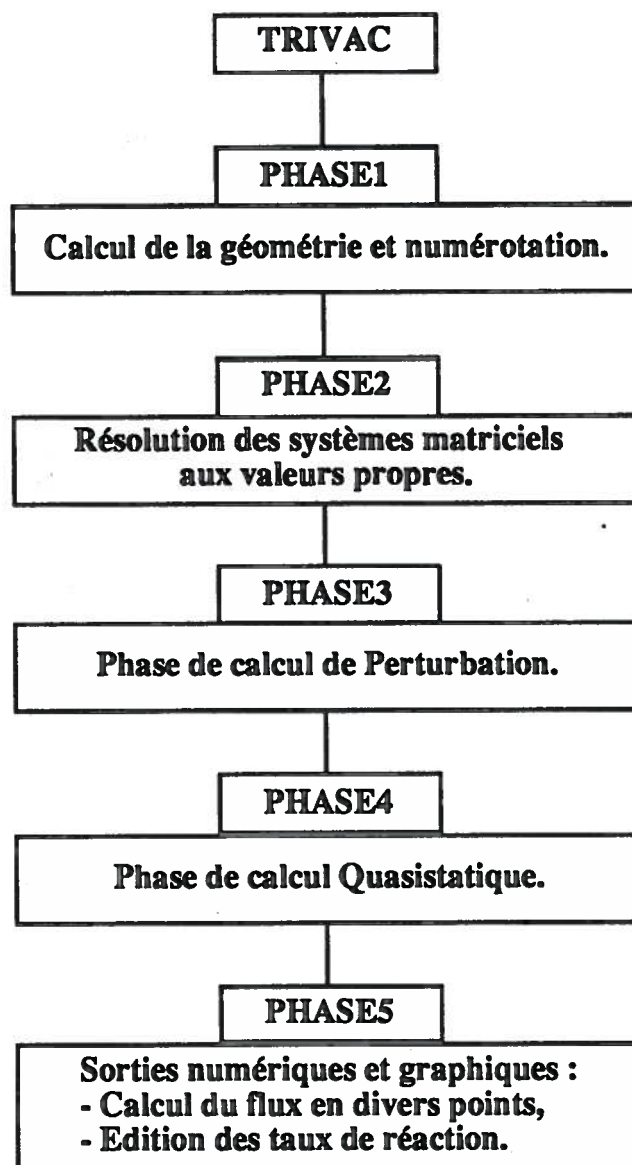 TRIVAC
PHASE1
Calcul de la géométrie et numérotation.
PHASE2
Résolution des systèmes matriciels
aux valeurs propres.
PHASE3
Phase de calcul de Perturbation.
PHASE4
Phase de calcul Quasistatique.
PHASE5
Sorties numériques et graphiques :
- Calcul du flux en divers points,
- Edition des taux de réaction.